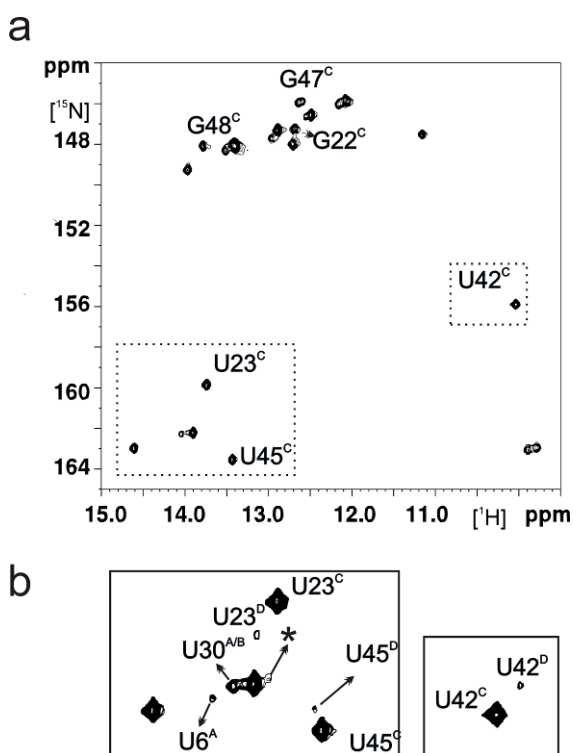 a
ppm
[15N]
G47C
G48C
148
G22C
152
U42C
156
U23C
160
U45C
164
15.0 14.0 13.0 12.0 11.0 [1H] ppm
b
U23C
U23D
*
U30A/B
U45D
U42D
U42C
U6A
U45C